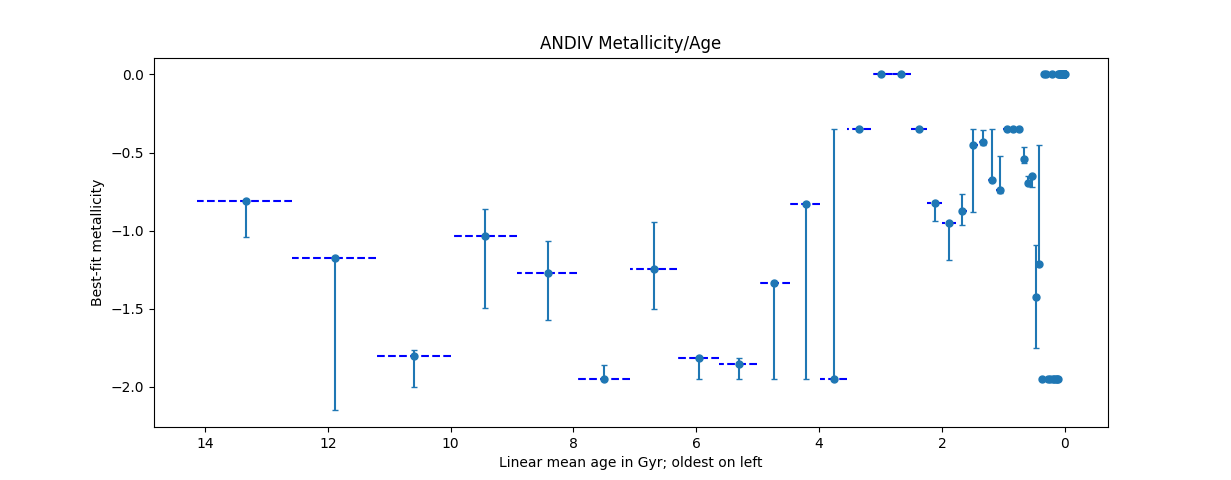 ANDIV Metallicity/Age
0.0
−0.5
−1.0
−1.5
−2.0
Best-fit metallicity
14 12 10 8 6 4 2 0
Linear mean age in Gyr; oldest on left